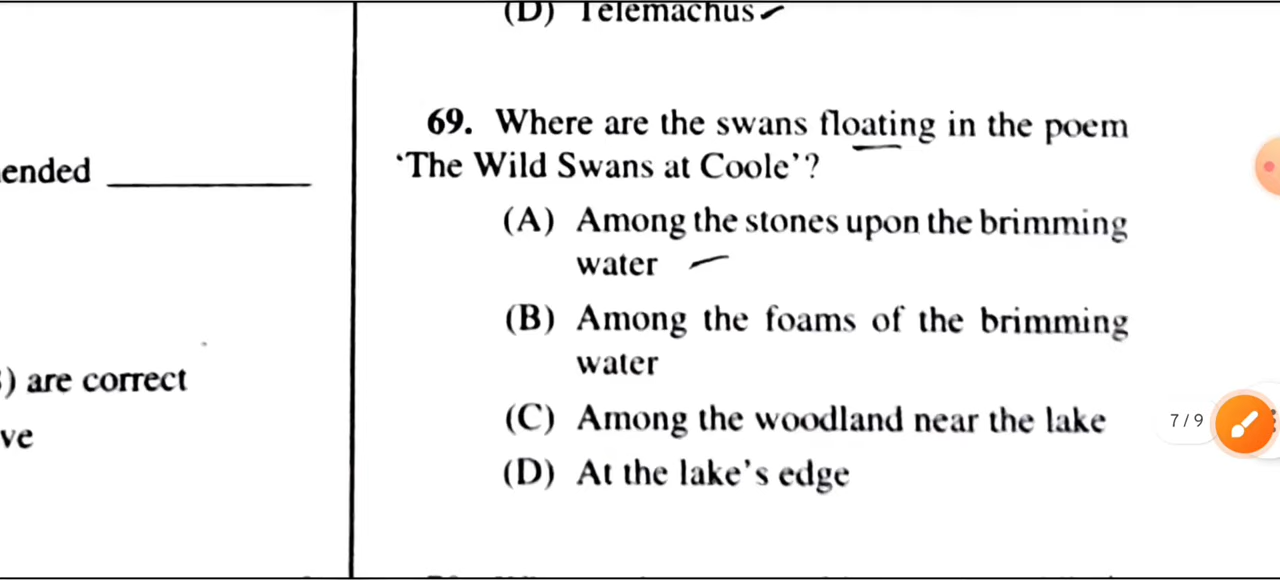 (D) Telemachus
69. Where are the swans floating in the poem
'The Wild Swans at Coole'?
(A) Among the stones upon the brimming
water
(B) Among the foams of the brimming
water
(C) Among the woodland near the lake
(D) At the lake's edge
ended
) are correct
ve
7/9